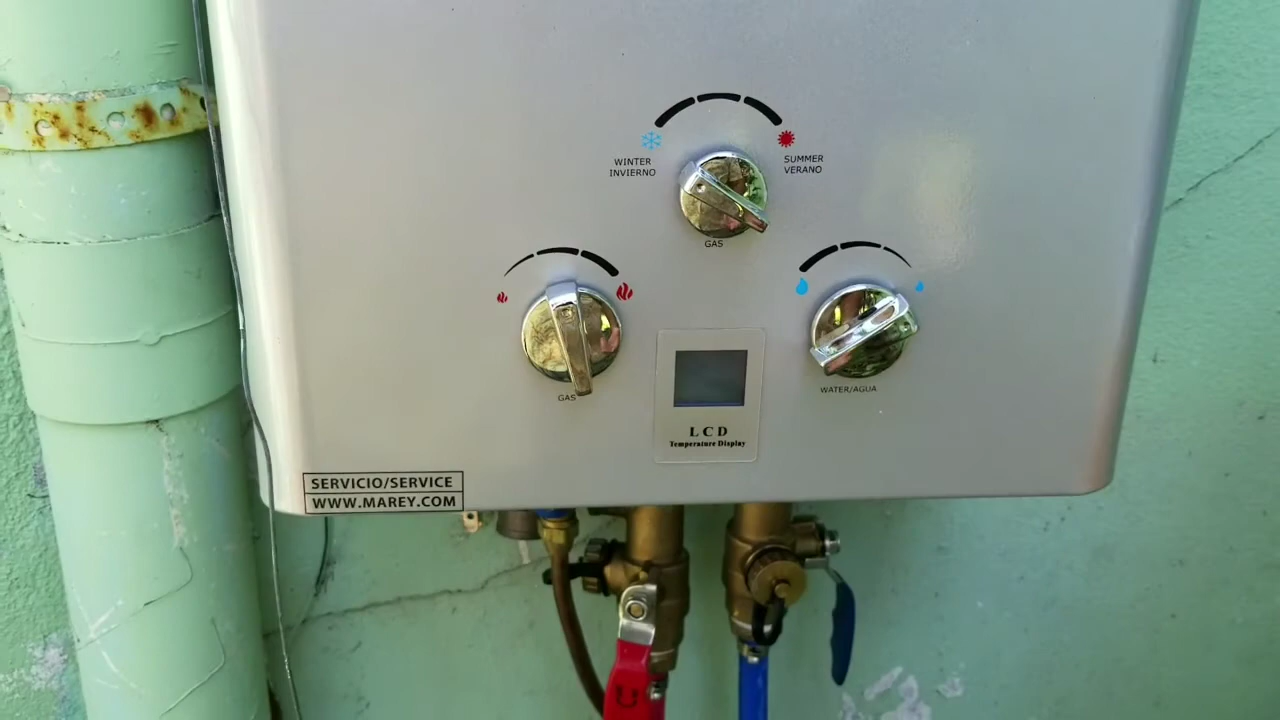 WINTER
INVIERNO
SUMMER
VERANO
GAS
GAS
WATER/AGUA
LCD
Temperature Display
SERVICIO/SERVICE
WWW.MAREY.COM